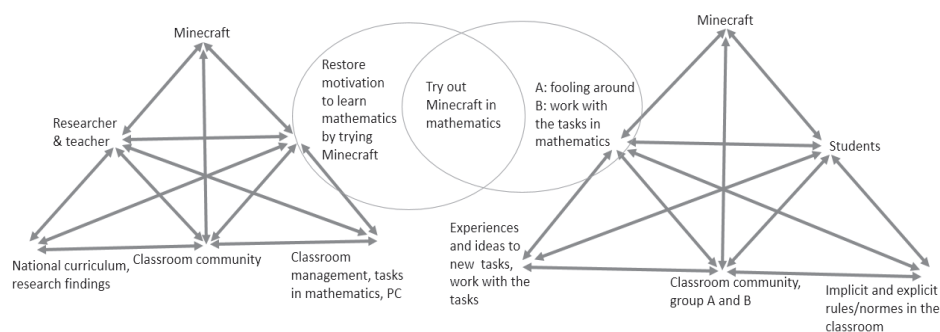 Minecraft
Researcher
& teacher
Restore
motivation
to learn
mathematics
by trying
Minecraft
National curriculum,
research findings
Classroom community
Classroom
management, tasks
in mathematics, PC
Try out
Minecraft in
mathematics
Minecraft
A: fooling around
B: work with
the tasks in
mathematics
Students
Experiences
and ideas to
new tasks,
work with the
tasks
Classroom community,
group A and B
Implicit and explicit
rules/normes in the
classroom